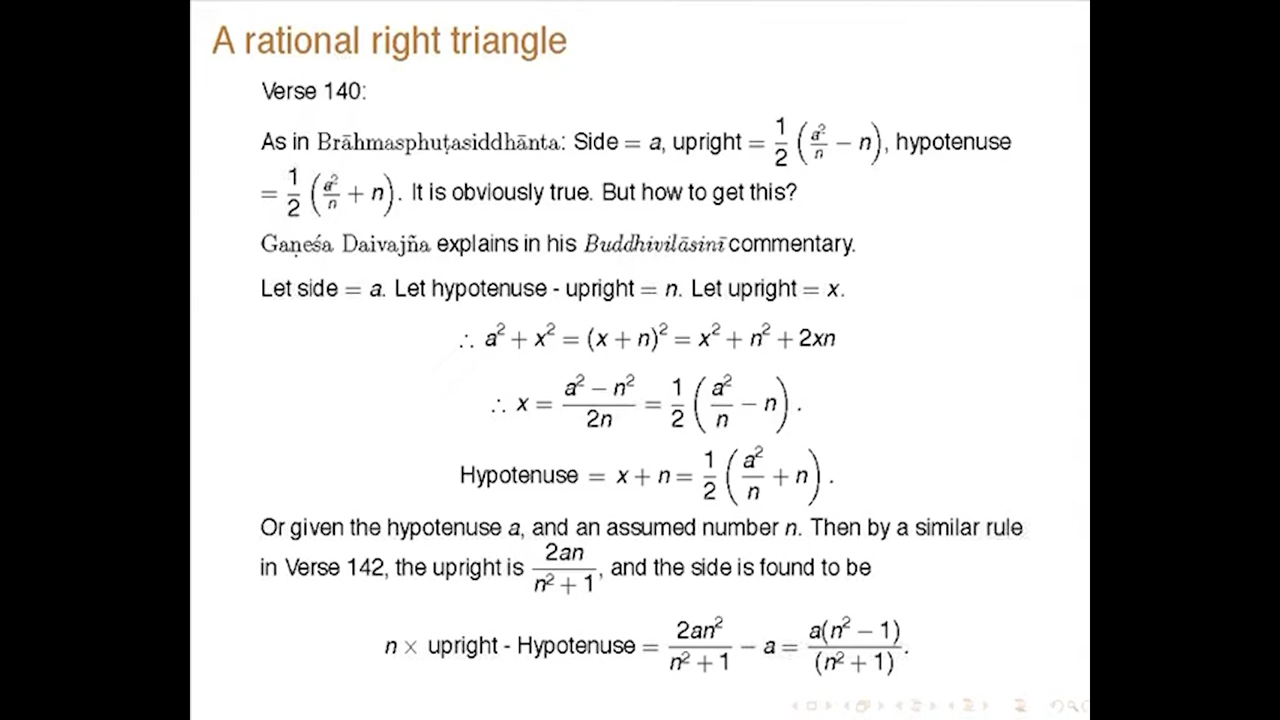 A rational right triangle
Verse 140:
As in Brāhmasphuṭasiddhānta: Side = a, upright = 1/2 (a²/n − n), hypotenuse
= 1/2 (a²/n + n). It is obviously true. But how to get this?
Gaṇeśa Daivajña explains in his Buddhivilāsinī commentary.
Let side = a. Let hypotenuse - upright = n. Let upright = x.
∴ a² + x² = (x + n)² = x² + n² + 2xn
∴ x = (a² − n²)/2n = 1/2 (a²/n − n).
Hypotenuse = x + n = 1/2 (a²/n + n).
Or given the hypotenuse a, and an assumed number n. Then by a similar rule
in Verse 142, the upright is 2an/(n² + 1), and the side is found to be
n × upright - Hypotenuse = 2an²/(n² + 1) − a = a(n² − 1)/(n² + 1).